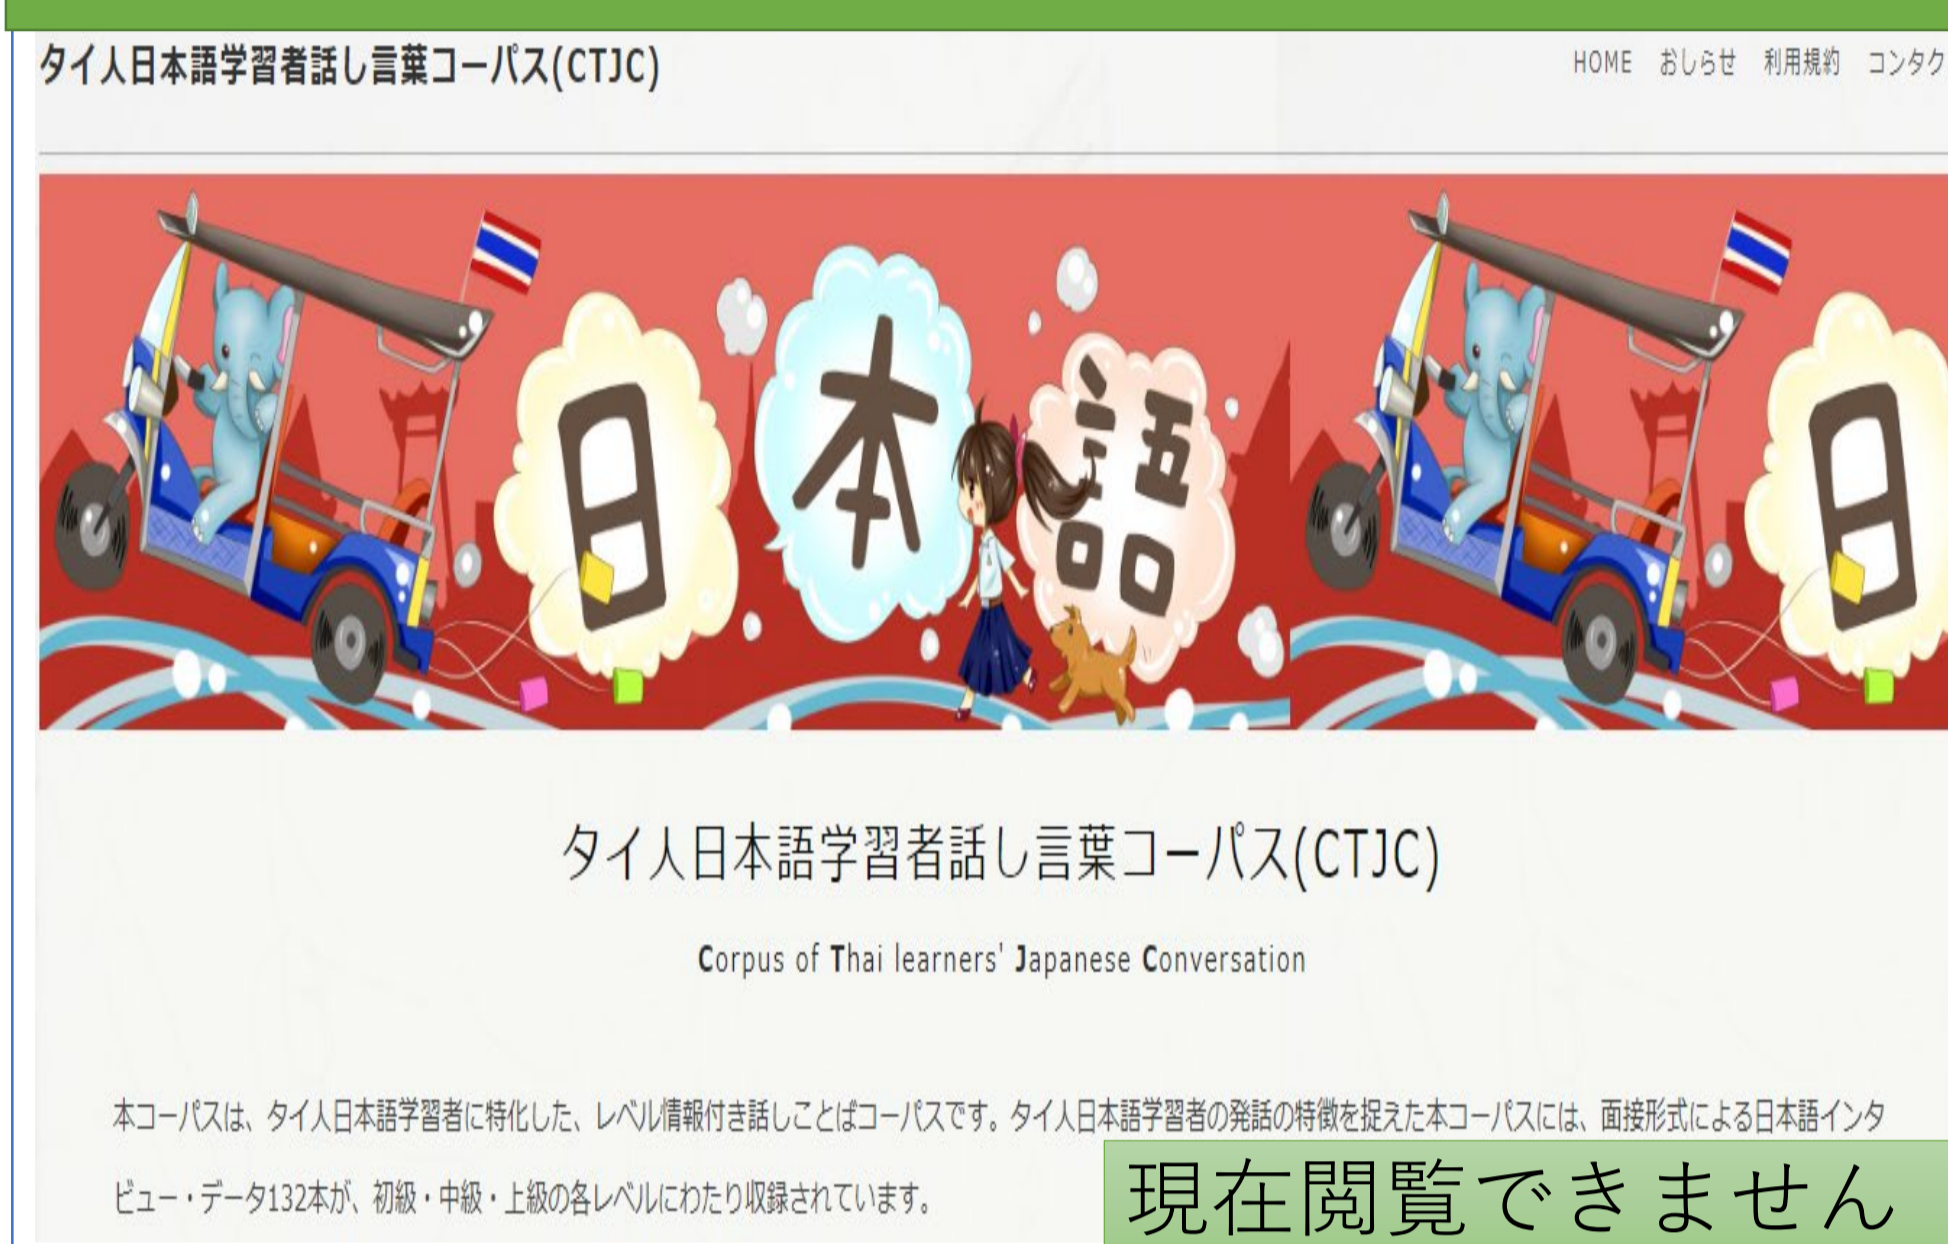 タイ人日本語学習者話し言葉コーパス(CTJC)
HOME おしらせ 利用規約 コンタク
日本語
日
タイ人日本語学習者話し言葉コーパス(CTJC)
Corpus of Thai learners' Japanese Conversation
本コーパスは、タイ人日本語学習者に特化した、レベル情報付き話しことばコーパスです。タイ人日本語学習者の発話の特徴を捉えた本コーパスには、面接形式による日本語インタ
ビュー・データ132本が、初級・中級・上級の各レベルにわたり収録されています。
現在閲覧できません